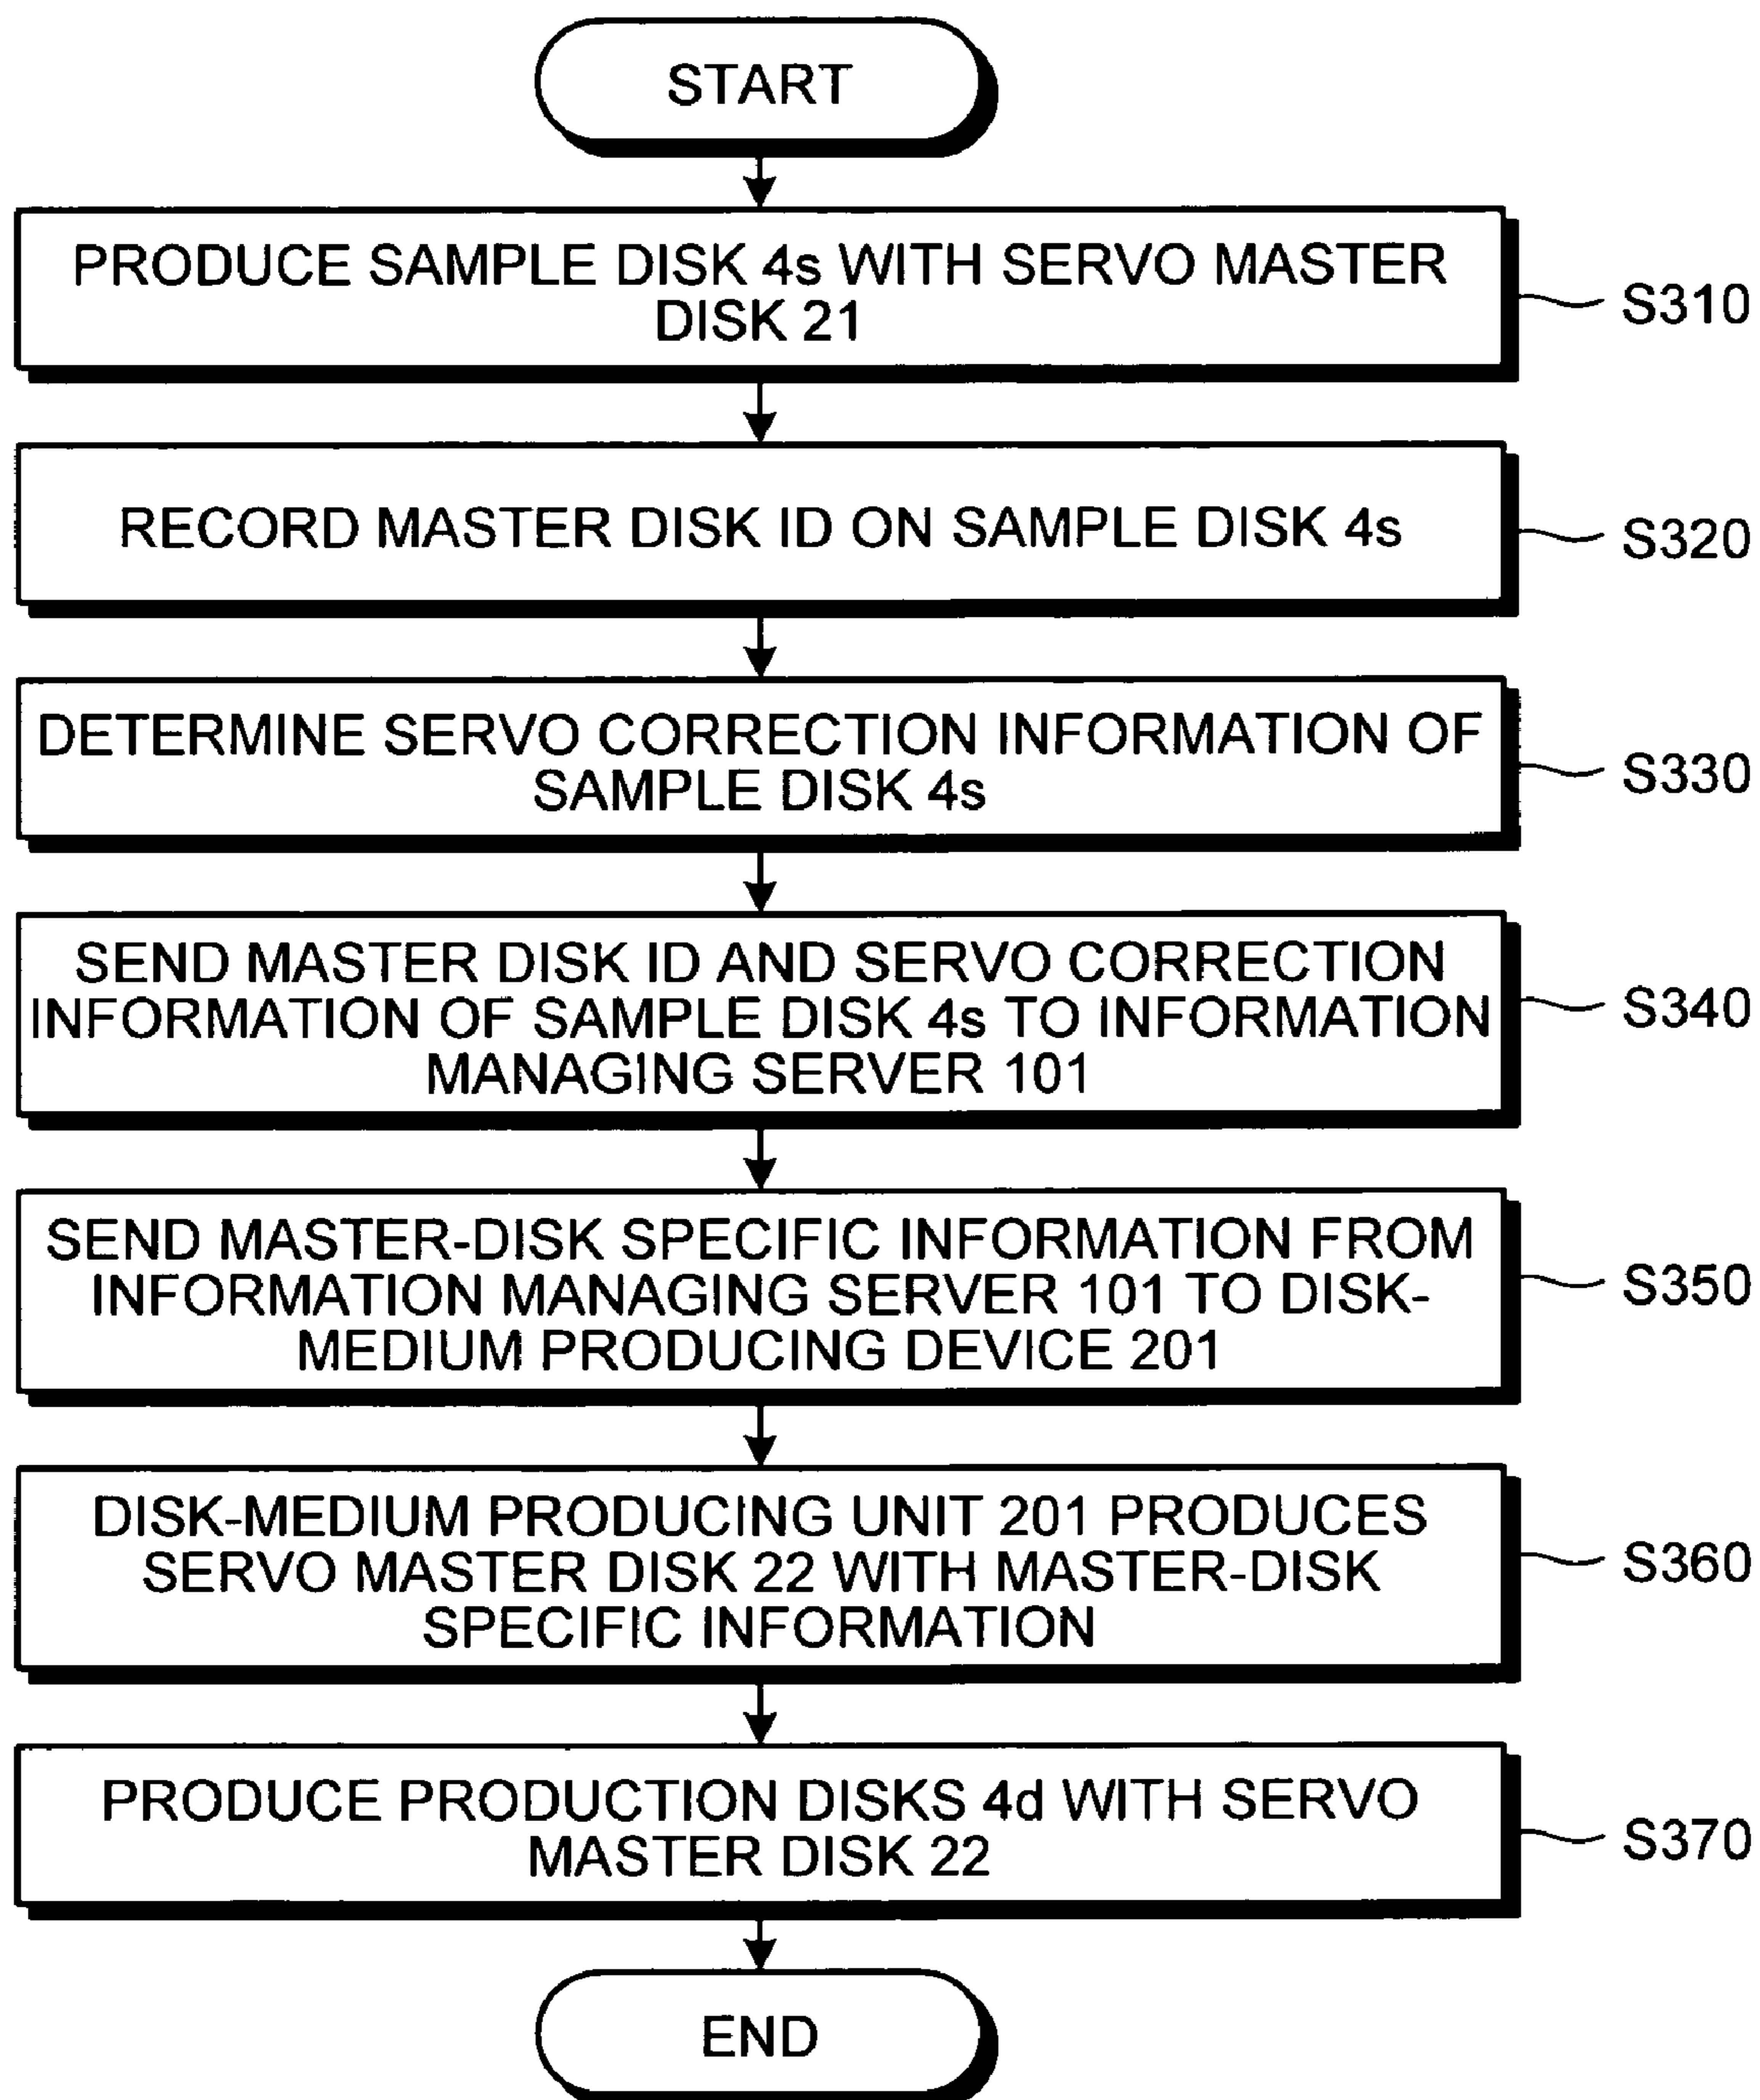 START
PRODUCE SAMPLE DISK 4s WITH SERVO MASTER
DISK 21
S310
RECORD MASTER DISK ID ON SAMPLE DISK 4s
S320
DETERMINE SERVO CORRECTION INFORMATION OF
SAMPLE DISK 4s
S330
SEND MASTER DISK ID AND SERVO CORRECTION
INFORMATION OF SAMPLE DISK 4s TO INFORMATION
MANAGING SERVER 101
S340
SEND MASTER-DISK SPECIFIC INFORMATION FROM
INFORMATION MANAGING SERVER 101 TO DISK-
MEDIUM PRODUCING DEVICE 201
S350
DISK-MEDIUM PRODUCING UNIT 201 PRODUCES
SERVO MASTER DISK 22 WITH MASTER-DISK
SPECIFIC INFORMATION
S360
PRODUCE PRODUCTION DISKS 4d WITH SERVO
MASTER DISK 22
S370
END